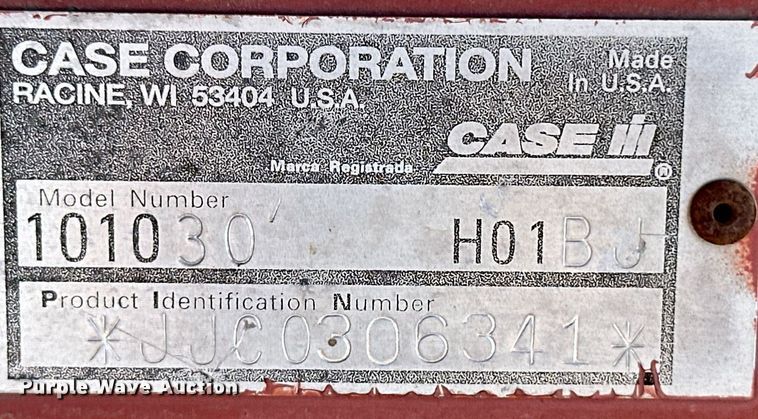 CASE CORPORATION
RACINE, WI 53404 U.S.A.
Made
In U.S.A.
CASE IH
®
Marca Registrada
Model Number
101030' H01BJ
Product Identification Number
*JJC0306341*
Purple Wave Auction